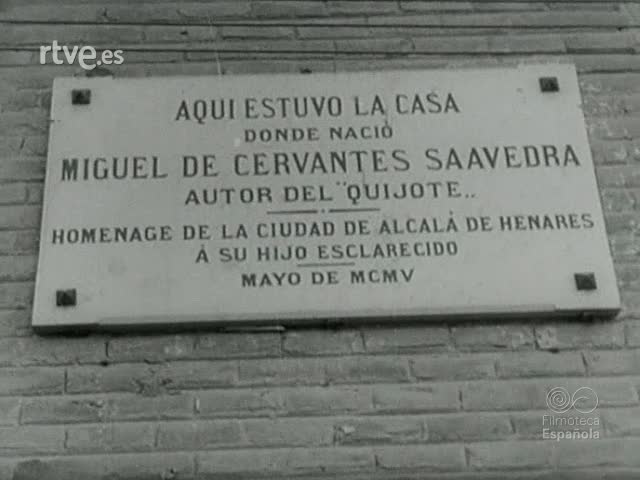 rtve.es
AQUI ESTUVO LA CASA
DONDE NACIÓ
MIGUEL DE CERVANTES SAAVEDRA
AUTOR DEL "QUIJOTE"
HOMENAGE DE LA CIUDAD DE ALCALÁ DE HENARES
Á SU HIJO ESCLARECIDO
MAYO DE MCMV
Filmoteca
Española